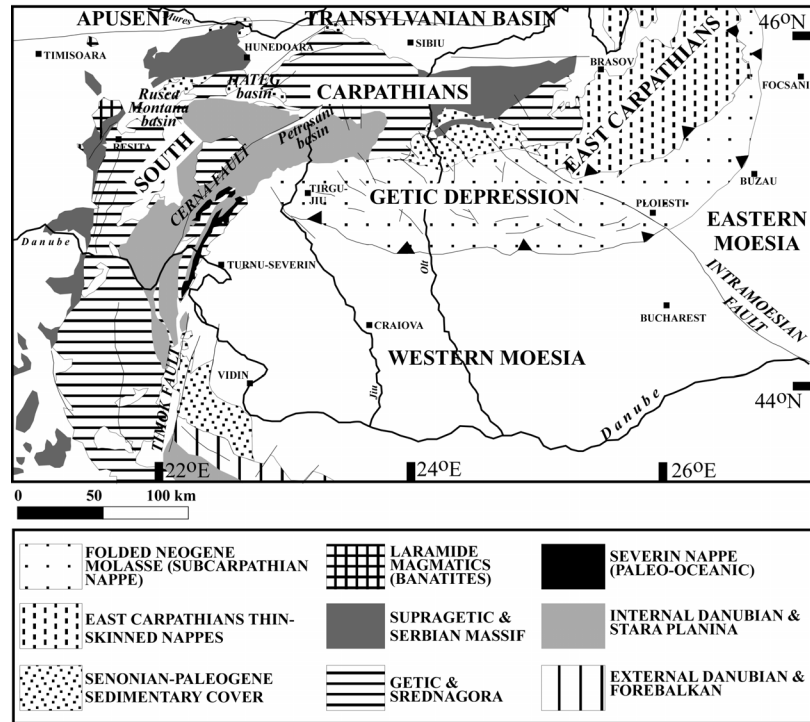 APUSENI
Mures
TRANSYLVANIAN BASIN
46°N
TIMISOARA
HUNEDOARA
SIBIU
BRASOV
HATEG
basin
CARPATHIANS
FOCSANI
Rusca
Montana
basin
Petrosani
basin
EAST CARPATHIANS
RESITA
SOUTH
CERNA FAULT
TIRGU-
JIU
GETIC DEPRESSION
BUZAU
PLOIESTI
EASTERN
MOESIA
Danube
TURNU-SEVERIN
Olt
INTRAMOESIAN
FAULT
BUCHAREST
CRAIOVA
WESTERN MOESIA
TIMOK FAULT
VIDIN
Jiu
Danube
44°N
22°E
24°E
26°E
0 50 100 km
FOLDED NEOGENE
MOLASSE (SUBCARPATHIAN
NAPPE)
LARAMIDE
MAGMATICS
(BANATITES)
SEVERIN NAPPE
(PALEO-OCEANIC)
EAST CARPATHIANS THIN-
SKINNED NAPPES
SUPRAGETIC &
SERBIAN MASSIF
INTERNAL DANUBIAN &
STARA PLANINA
SENONIAN-PALEOGENE
SEDIMENTARY COVER
GETIC &
SREDNAGORA
EXTERNAL DANUBIAN &
FOREBALKAN